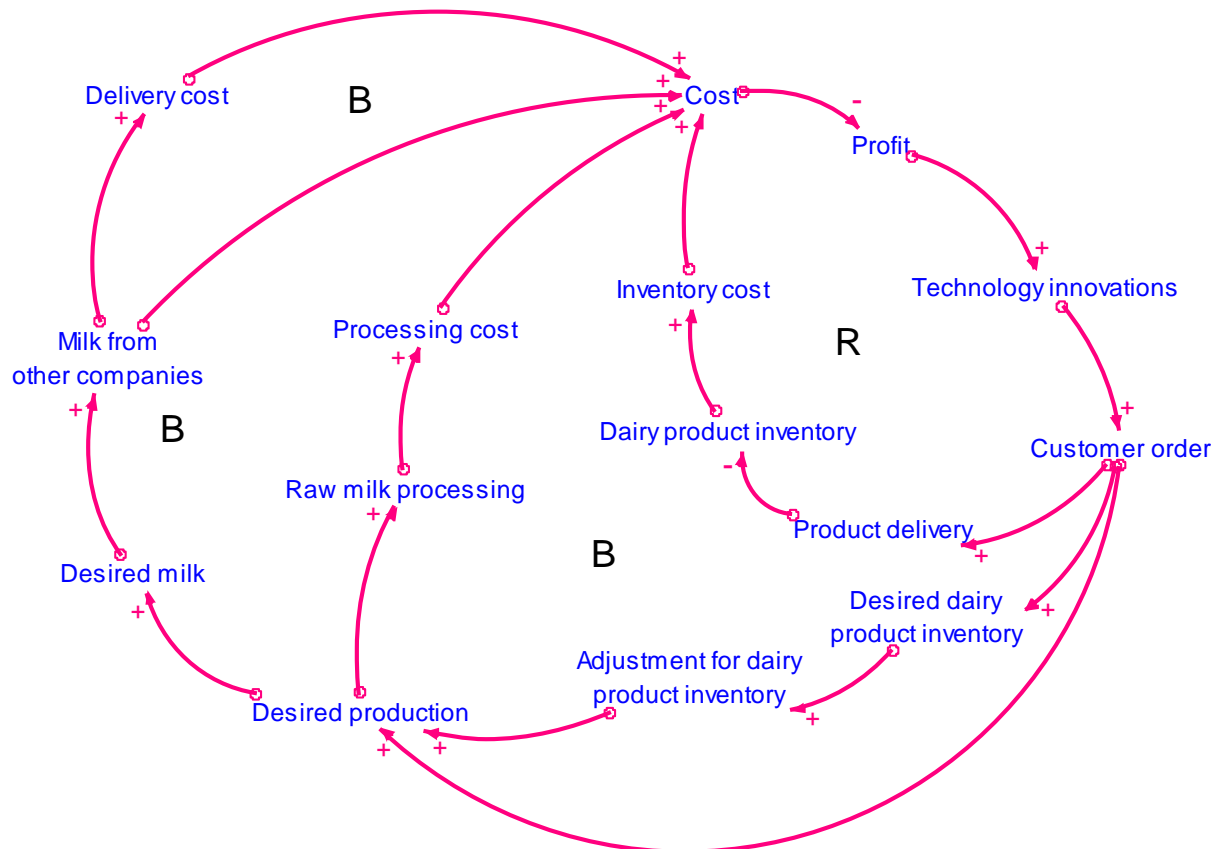 Delivery cost
B
Cost
Profit
+
+
+
+
+
-
Inventory cost
Technology innovations
+
Processing cost
Milk from
other companies
R
+
+
+
+
B
Dairy product inventory
Customer order
-
Raw milk processing
+
Product delivery
+
B
Desired milk
+
Desired dairy
product inventory
+
Adjustment for dairy
product inventory
+
Desired production
+
+